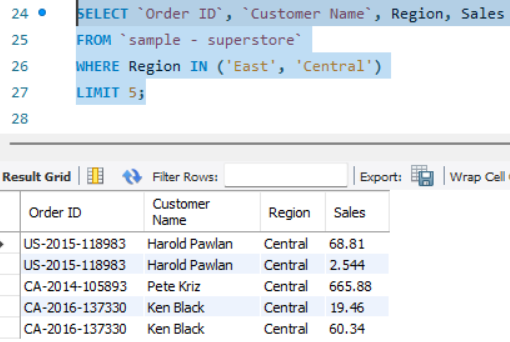 24 SELECT `Order ID`, `Customer Name`, Region, Sales
25 FROM `sample - superstore`
26 WHERE Region IN ('East', 'Central')
27 LIMIT 5;
28
Result Grid Filter Rows: Export: Wrap Cell
Order ID Customer Name Region Sales
US-2015-118983 Harold Pawlan Central 68.81
US-2015-118983 Harold Pawlan Central 2.544
CA-2014-105893 Pete Kriz Central 665.88
CA-2016-137330 Ken Black Central 19.46
CA-2016-137330 Ken Black Central 60.34